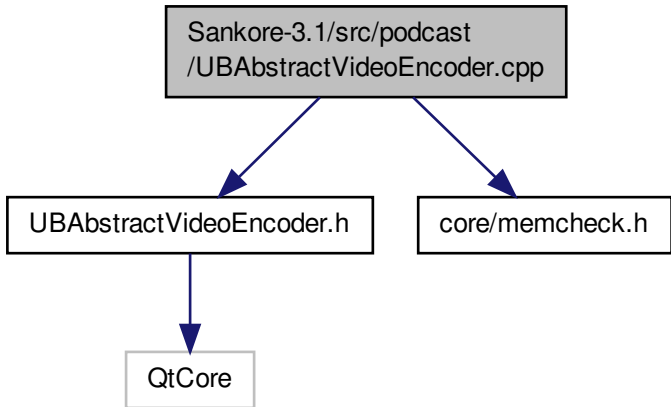 Sankore-3.1/src/podcast
/UBAbstractVideoEncoder.cpp
UBAbstractVideoEncoder.h
core/memcheck.h
QtCore